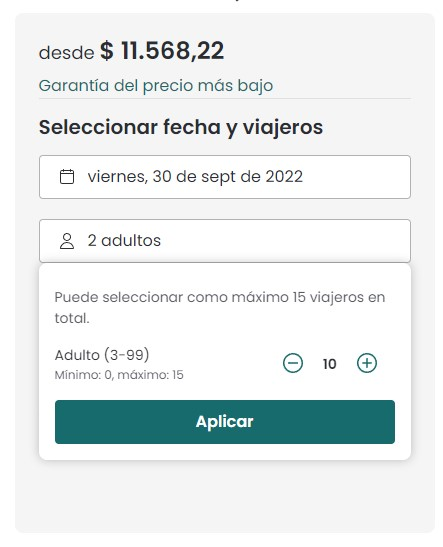 desde $ 11.568,22
Garantía del precio más bajo
Seleccionar fecha y viajeros
viernes, 30 de sept de 2022
2 adultos
Puede seleccionar como máximo 15 viajeros en
total.
Adulto (3-99)
Mínimo: 0, máximo: 15
10
Aplicar